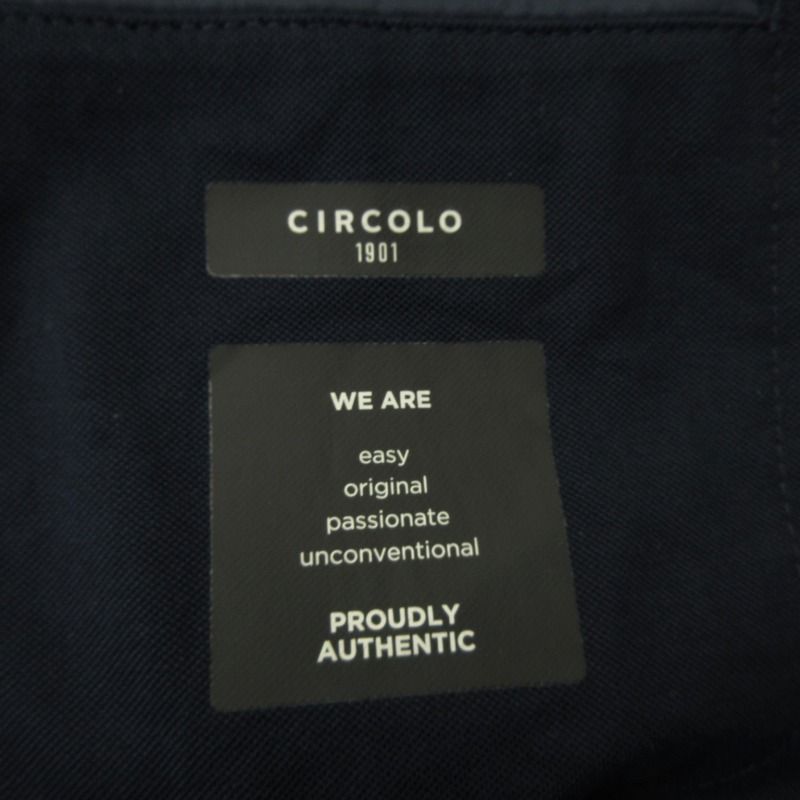 CIRCOLO
1901
WE ARE
easy
original
passionate
unconventional
PROUDLY
AUTHENTIC